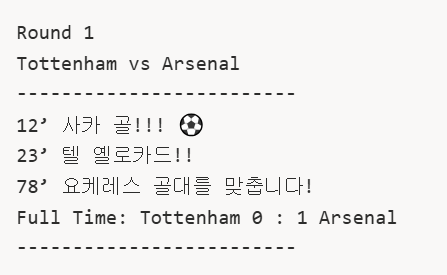 Round 1
Tottenham vs Arsenal
-------------------------
12’ 사카 골!!! ⚽
23’ 텔 옐로카드!!
78’ 요케레스 골대를 맞춥니다!
Full Time: Tottenham 0 : 1 Arsenal
-------------------------